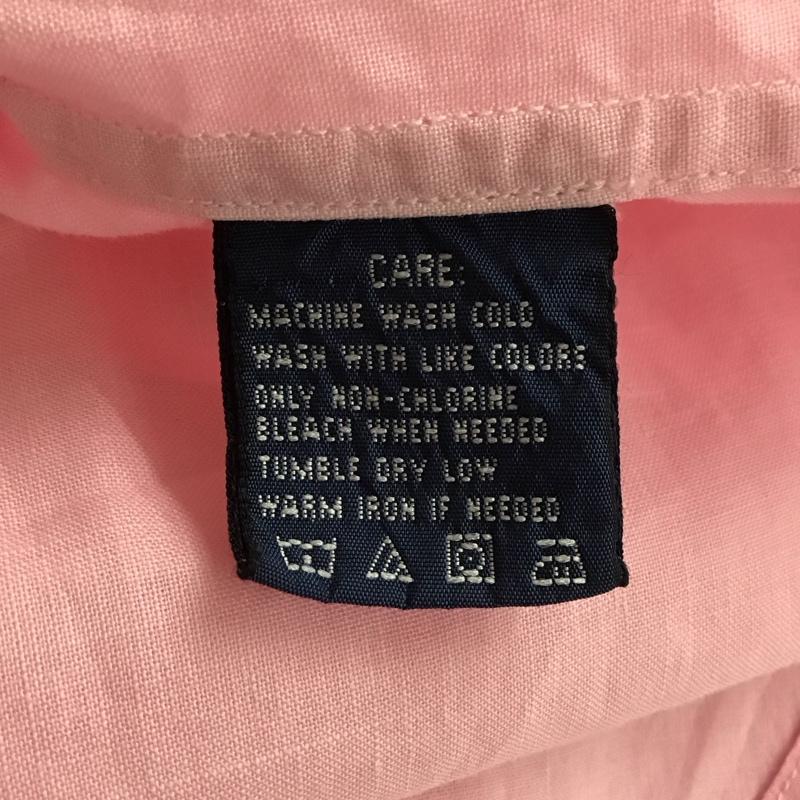 CARE:
MACHINE WASH COLD
WASH WITH LIKE COLORS
ONLY NON-CHLORINE
BLEACH WHEN NEEDED
TUMBLE DRY LOW
WARM IRON IF NEEDED